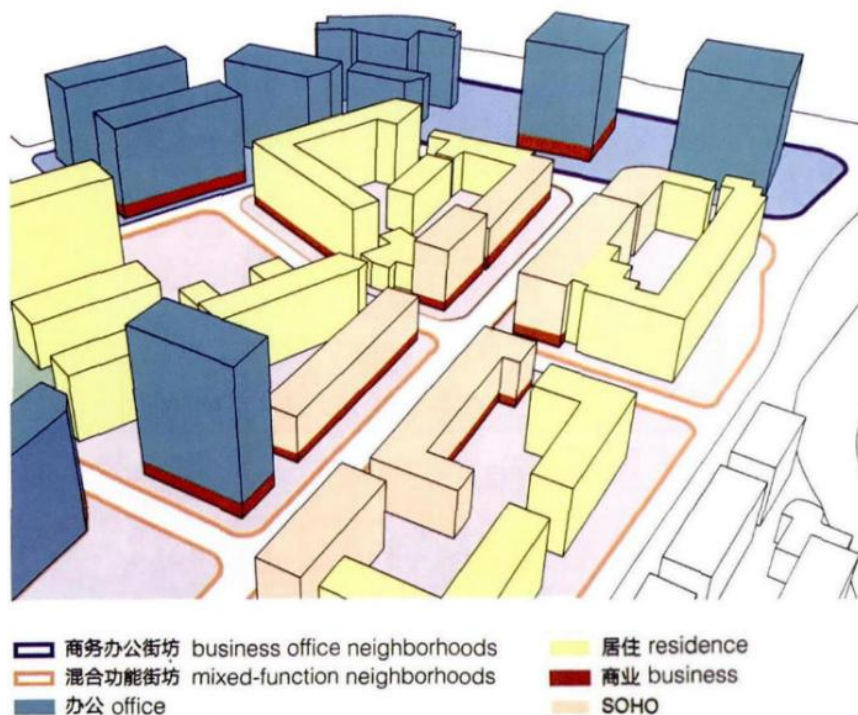 商务办公街坊 business office neighborhoods
混合功能街坊 mixed-function neighborhoods
办公 office
居住 residence
商业 business
SOHO